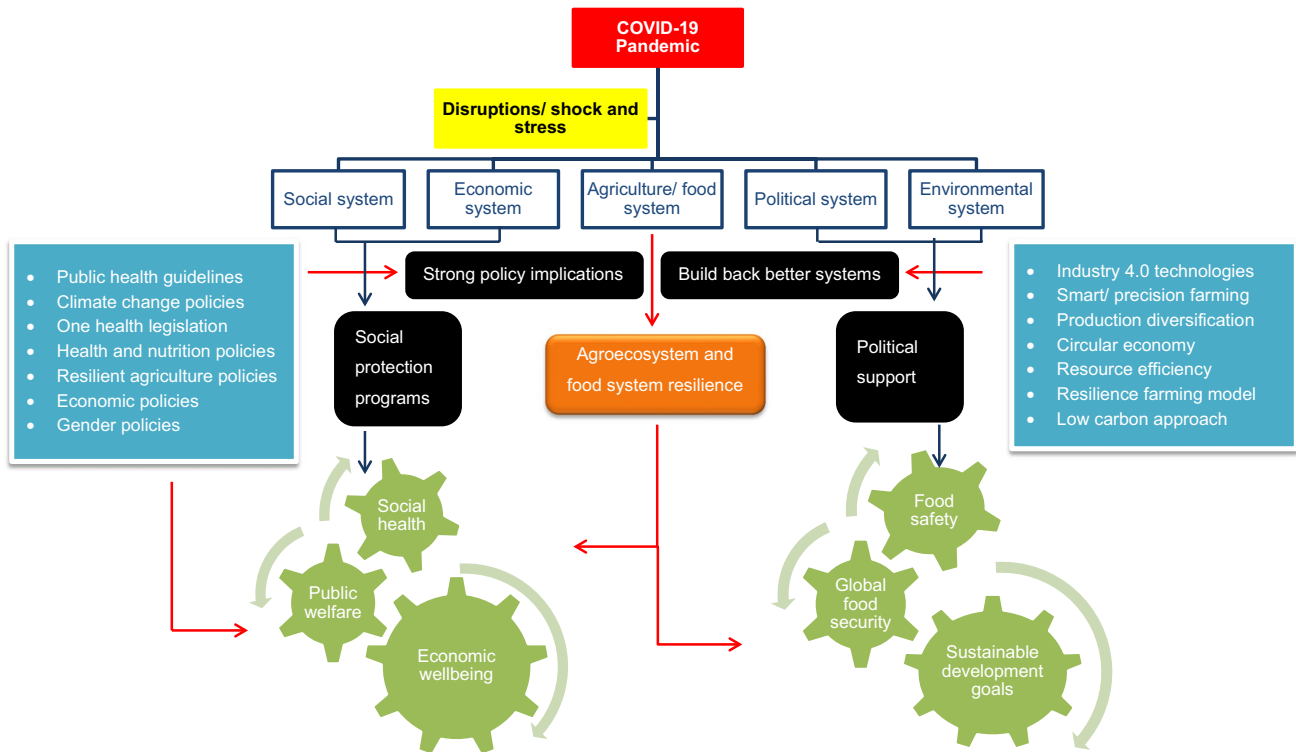 COVID-19
Pandemic
Disruptions/ shock and
stress
Social system
Economic
system
Agriculture/ food
system
Political system
Environmental
system
• Public health guidelines
• Climate change policies
• One health legislation
• Health and nutrition policies
• Resilient agriculture policies
• Economic policies
• Gender policies
Strong policy implications
Build back better systems
• Industry 4.0 technologies
• Smart/ precision farming
• Production diversification
• Circular economy
• Resource efficiency
• Resilience farming model
• Low carbon approach
Social
protection
programs
Agroecosystem and
food system resilience
Political
support
Social
health
Public
welfare
Economic
wellbeing
Food
safety
Global
food
security
Sustainable
development
goals